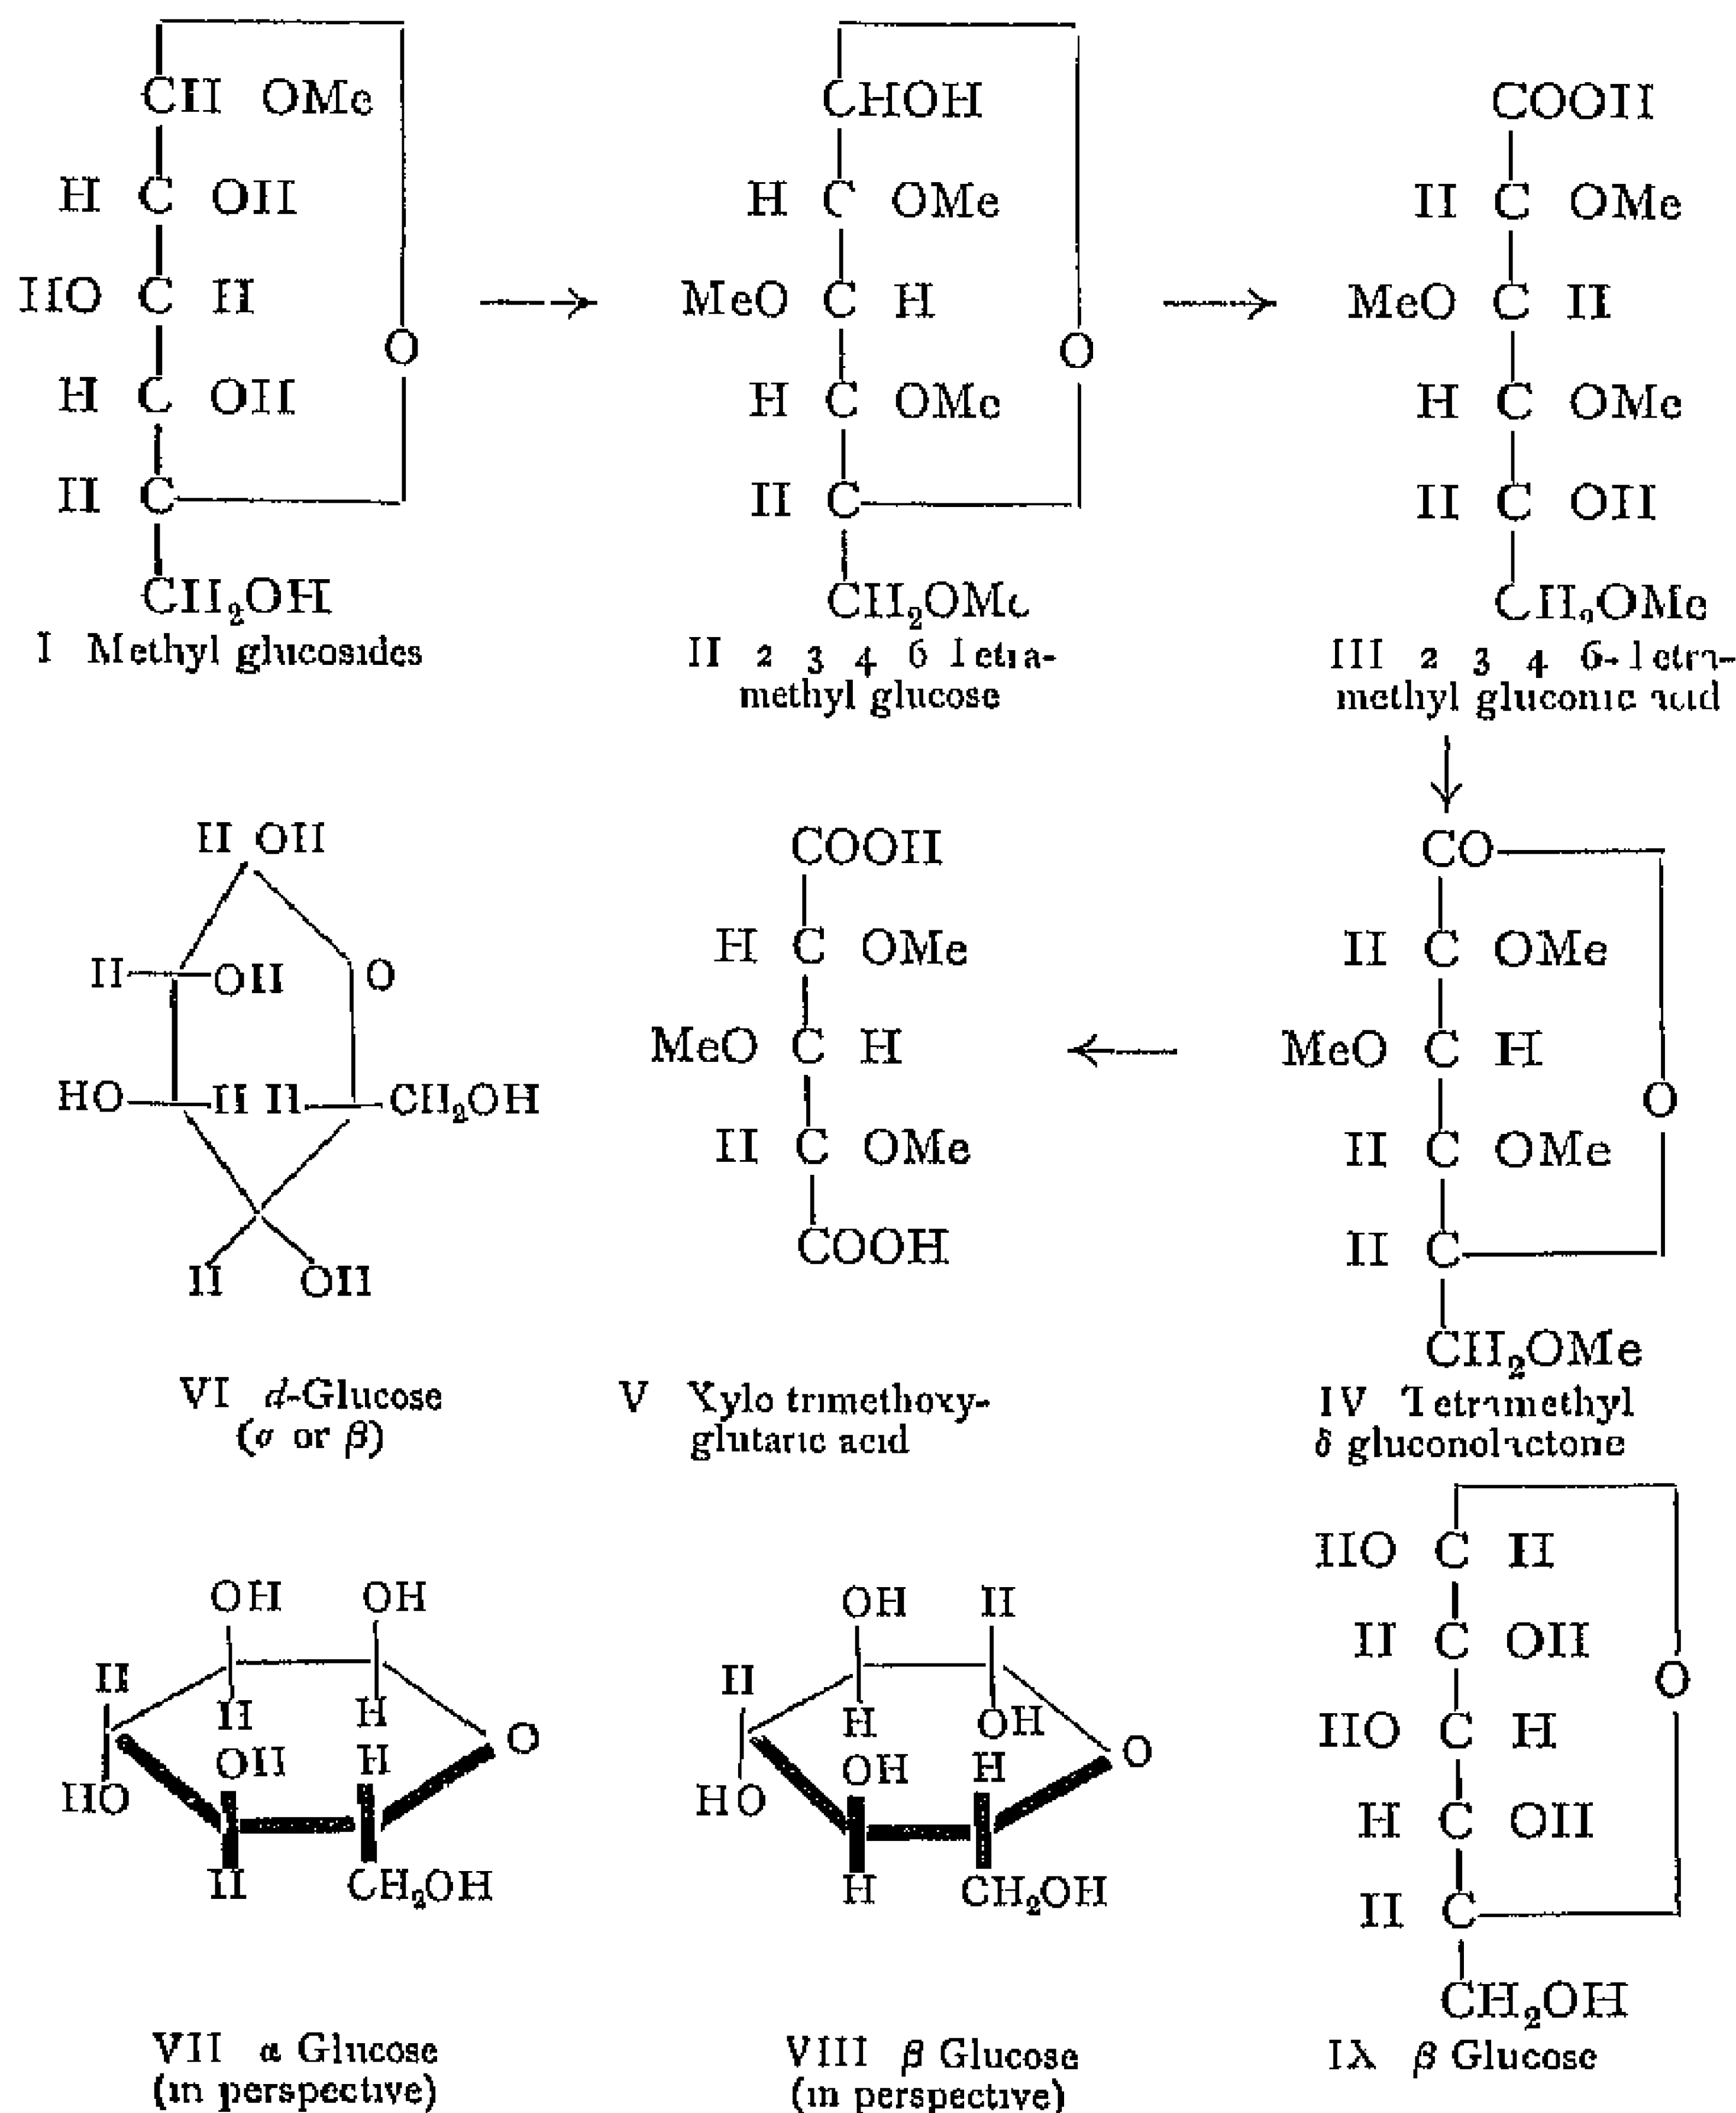 CH OMe
H C OH
HO C H
O
H C OH
H C
CH₂OH
I Methyl glucosides
CHOH
H C OMe
MeO C H
O
H C OMe
H C
CH₂OMe
II 2 3 4 6 Tetra-
methyl glucose
COOH
H C OMe
MeO C H
H C OMe
H C OH
CH₂OMe
III 2 3 4 6-Tetra-
methyl gluconic acid
H OH
H OH O
HO H H CH₂OH
H OH
VI d-Glucose
(α or β)
COOH
H C OMe
MeO C H
H C OMe
COOH
V Xylo trimethoxy-
glutaric acid
CO
H C OMe
MeO C H
O
H C OMe
H C
CH₂OMe
IV Tetramethyl
δ gluconolactone
OH OH
H
H H
O
OH H
HO
H CH₂OH
VII α Glucose
(in perspective)
OH H
H
H OH
O
OH H
HO
H CH₂OH
VIII β Glucose
(in perspective)
HO C H
H C OH
O
HO C H
H C OH
H C
CH₂OH
IX β Glucose